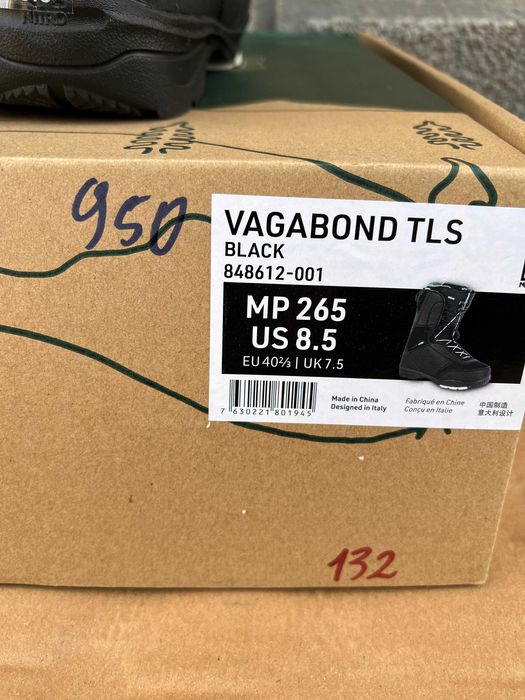 NITRO
950
VAGABOND TLS
BLACK
848612-001
MP 265
US 8.5
EU 40⅔ | UK 7.5
7 630221 801945
Made in China
Designed in Italy
Fabriqué en Chine
Conçu en Italie
中国制造
意大利设计
132